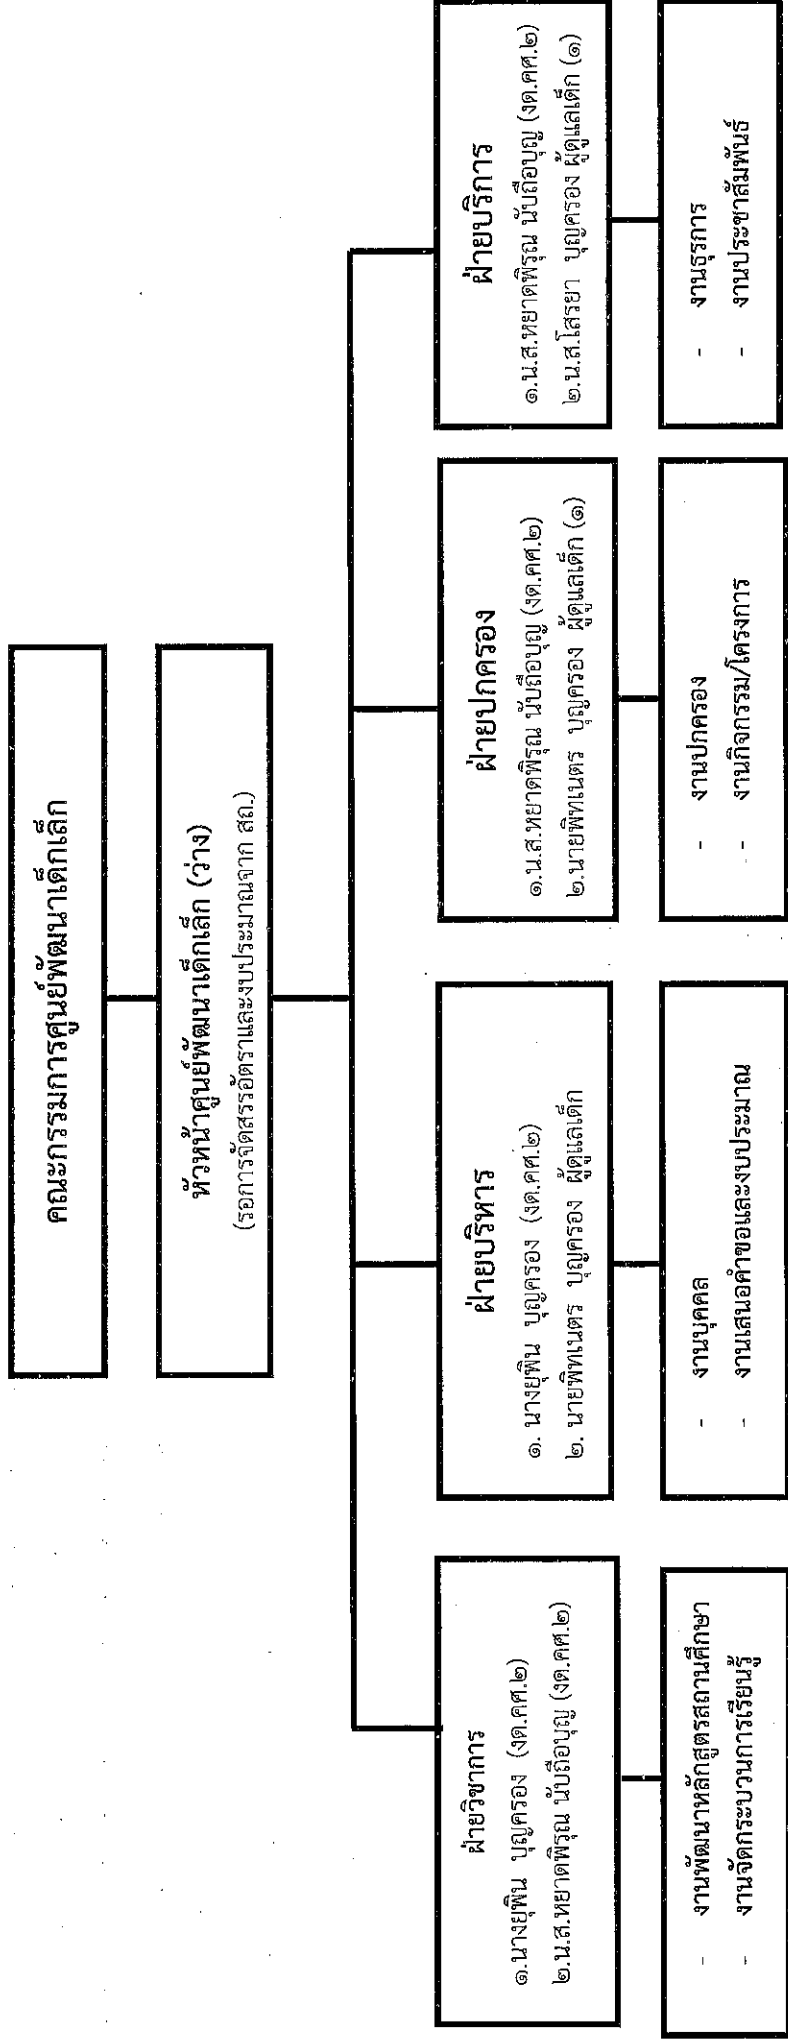 คณะกรรมการศูนย์พัฒนาเด็กเล็ก
หัวหน้าศูนย์พัฒนาเด็กเล็ก (ว่าง)
(รอการจัดสรรอัตราและงบประมาณจาก สถ.)
ฝ่ายวิชาการ
๑.นางยุพิน บุญครอง (งด.คศ.๒)
๒.น.ส.หยาดพิรุณ นับถือบุญ (งด.คศ.๒)
- งานพัฒนาหลักสูตรสถานศึกษา
- งานจัดกระบวนการเรียนรู้
ฝ่ายบริหาร
๑. นางยุพิน บุญครอง (งด.คศ.๒)
๒. นายพิทเนตร บุญครอง ผู้ดูแลเด็ก
- งานบุคคล
- งานเสนอคำขอและงบประมาณ
ฝ่ายปกครอง
๑.น.ส.หยาดพิรุณ นับถือบุญ (งด.คศ.๒)
๒.นายพิทเนตร บุญครอง ผู้ดูแลเด็ก (๑)
- งานปกครอง
- งานกิจกรรม/โครงการ
ฝ่ายบริการ
๑.น.ส.หยาดพิรุณ นับถือบุญ (งด.คศ.๒)
๒.น.ส.โสรยา บุญครอง ผู้ดูแลเด็ก (๑)
- งานธุรการ
- งานประชาสัมพันธ์